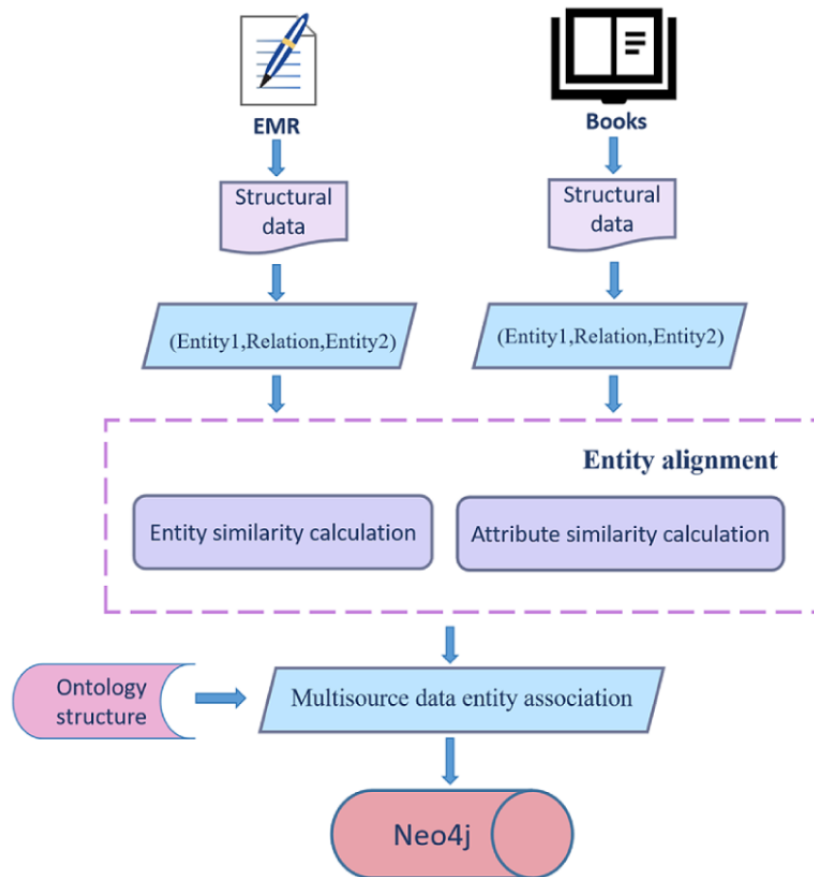 EMR
Books
Structural
data
Structural
data
(Entity1,Relation,Entity2)
(Entity1,Relation,Entity2)
Entity alignment
Entity similarity calculation
Attribute similarity calculation
Ontology
structure
Multisource data entity association
Neo4j